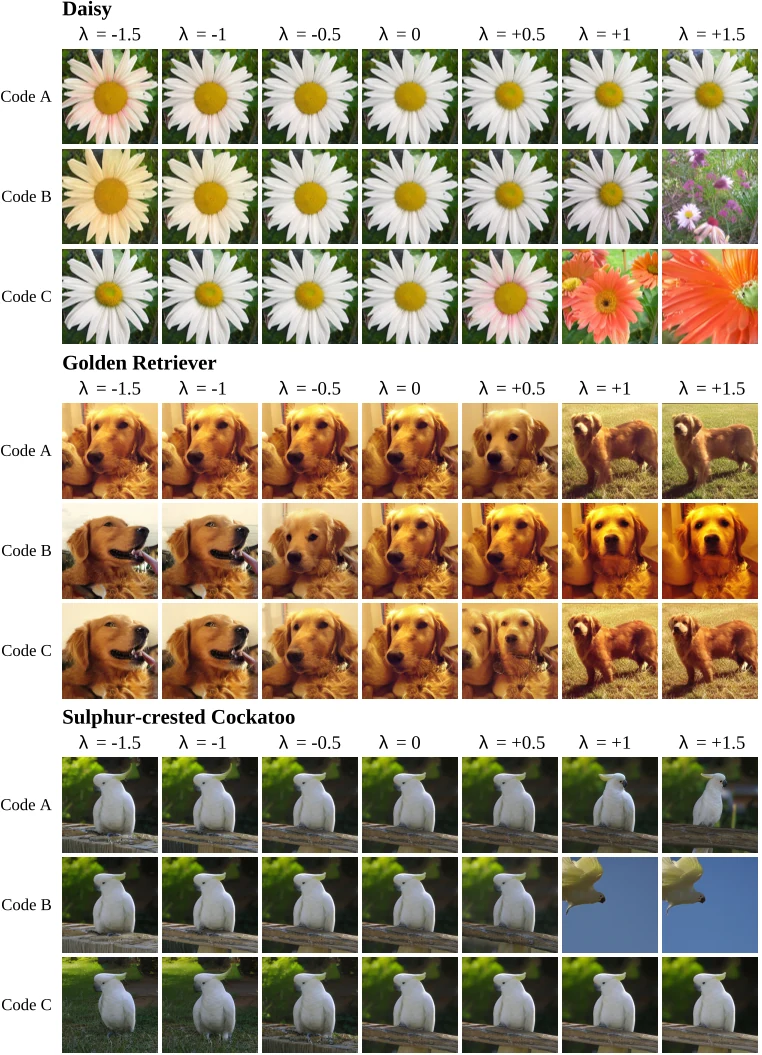 Daisy
λ = -1.5 λ = -1 λ = -0.5 λ = 0 λ = +0.5 λ = +1 λ = +1.5
Code A
Code B
Code C
Golden Retriever
λ = -1.5 λ = -1 λ = -0.5 λ = 0 λ = +0.5 λ = +1 λ = +1.5
Code A
Code B
Code C
Sulphur-crested Cockatoo
λ = -1.5 λ = -1 λ = -0.5 λ = 0 λ = +0.5 λ = +1 λ = +1.5
Code A
Code B
Code C